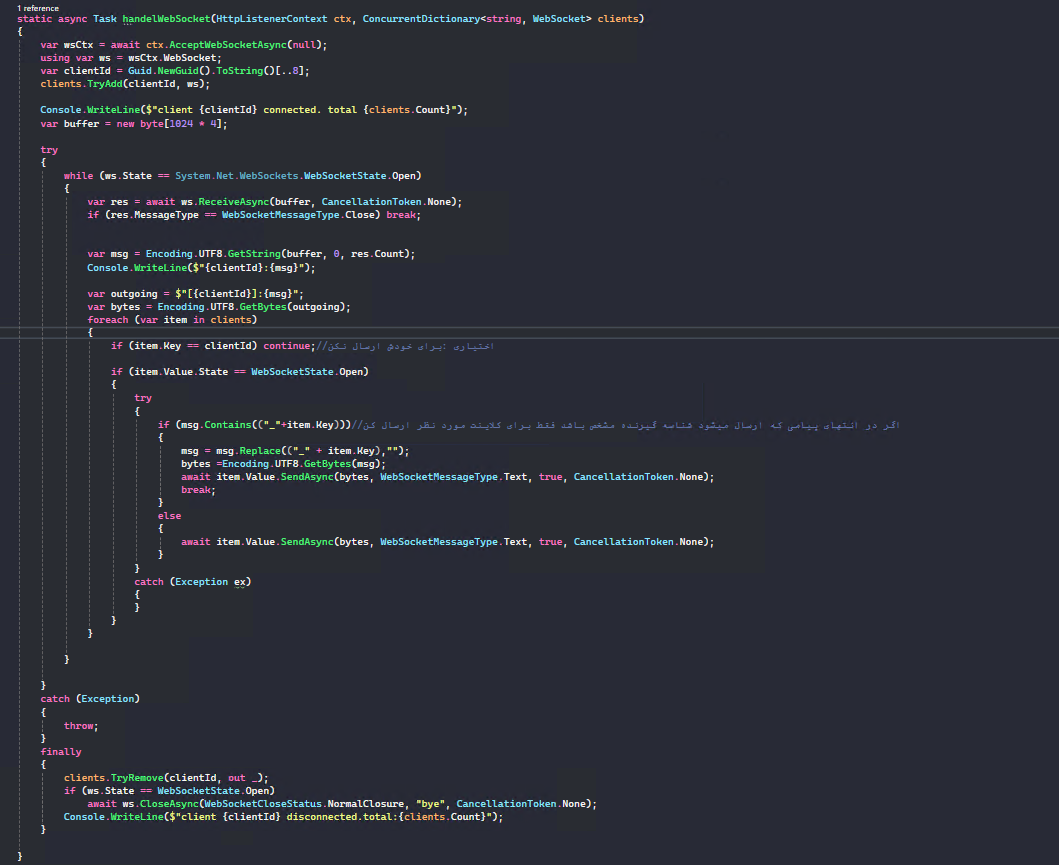 1 reference
static async Task handelWebSocket(HttpListenerContext ctx, ConcurrentDictionary<string, WebSocket> clients)
{
var wsCtx = await ctx.AcceptWebSocketAsync(null);
using var ws = wsCtx.WebSocket;
var clientId = Guid.NewGuid().ToString()[..8];
clients.TryAdd(clientId, ws);
Console.WriteLine($"client {clientId} connected. total {clients.Count}");
var buffer = new byte[1024 * 4];
try
{
while (ws.State == System.Net.WebSockets.WebSocketState.Open)
{
var res = await ws.ReceiveAsync(buffer, CancellationToken.None);
if (res.MessageType == WebSocketMessageType.Close) break;
var msg = Encoding.UTF8.GetString(buffer, 0, res.Count);
Console.WriteLine($"{clientId}:{msg}");
var outgoing = $"[{clientId}]:{msg}";
var bytes = Encoding.UTF8.GetBytes(outgoing);
foreach (var item in clients)
{
if (item.Key == clientId) continue;//اختیاری :برای خودش ارسال نکن
if (item.Value.State == WebSocketState.Open)
{
try
{
if (msg.Contains(("_"+item.Key)))//اگر در انتهای پیامی که ارسال میشود شناسه گیرنده مشخص باشد فقط برای کلاینت مورد نظر ارسال کن
{
msg = msg.Replace(("_" + item.Key),"");
bytes =Encoding.UTF8.GetBytes(msg);
await item.Value.SendAsync(bytes, WebSocketMessageType.Text, true, CancellationToken.None);
break;
}
else
{
await item.Value.SendAsync(bytes, WebSocketMessageType.Text, true, CancellationToken.None);
}
}
catch (Exception ex)
{
}
}
}
}
}
catch (Exception)
{
throw;
}
finally
{
clients.TryRemove(clientId, out _);
if (ws.State == WebSocketState.Open)
await ws.CloseAsync(WebSocketCloseStatus.NormalClosure, "bye", CancellationToken.None);
Console.WriteLine($"client {clientId} disconnected.total:{clients.Count}");
}
}